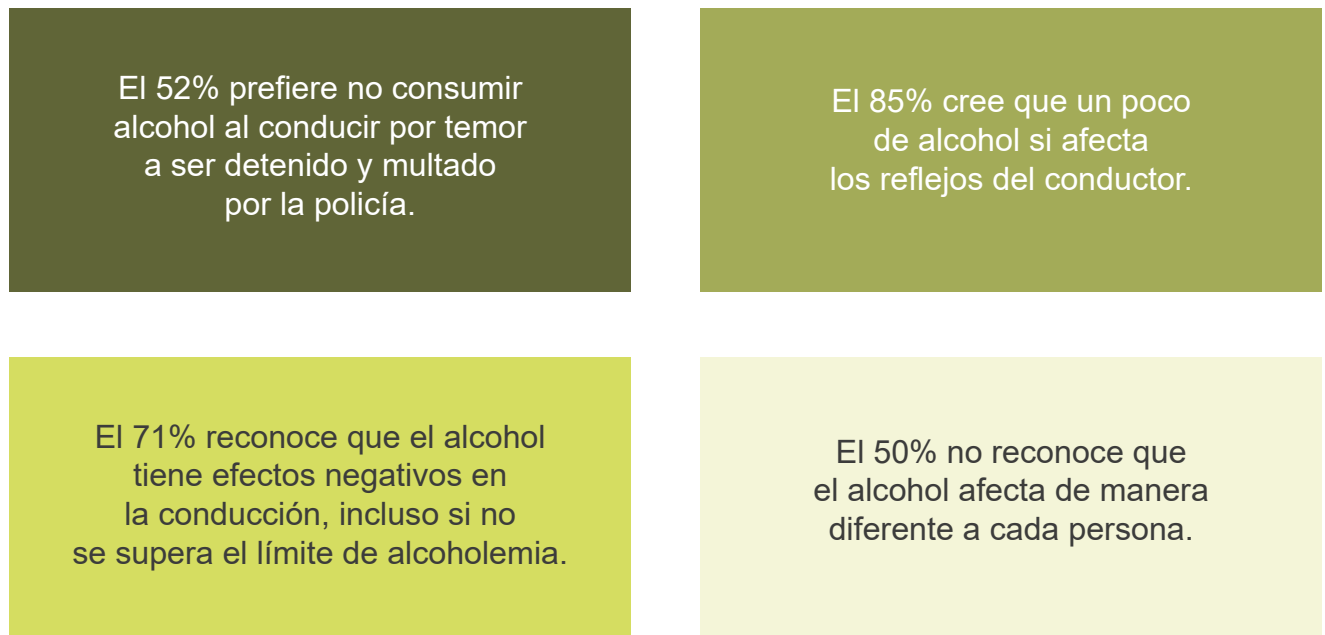 El 52% prefiere no consumir
alcohol al conducir por temor
a ser detenido y multado
por la policía.
El 85% cree que un poco
de alcohol si afecta
los reflejos del conductor.
El 71% reconoce que el alcohol
tiene efectos negativos en
la conducción, incluso si no
se supera el límite de alcoholemia.
El 50% no reconoce que
el alcohol afecta de manera
diferente a cada persona.